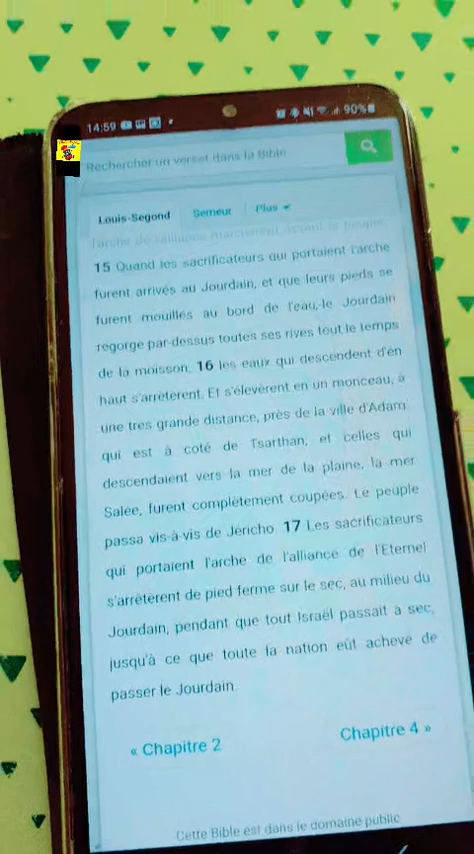 14:59
90%
Rechercher un verset dans la Bible
Louis-Segond Semeur Plus
l'arche de l'alliance marchèrent devant le peuple.
15 Quand les sacrificateurs qui portaient l'arche
furent arrivés au Jourdain, et que leurs pieds se
furent mouillés au bord de l'eau,-le Jourdain
regorge par-dessus toutes ses rives tout le temps
de la moisson, 16 les eaux qui descendent d'en
haut s'arrêtèrent, Et s'élevèrent en un monceau, à
une très grande distance, près de la ville d'Adam
qui est à côté de Tsarthan, et celles qui
descendaient vers la mer de la plaine, la mer
Salée, furent complètement coupées. Le peuple
passa vis-à-vis de Jéricho. 17 Les sacrificateurs
qui portaient l'arche de l'alliance de l'Eternel
s'arrêtèrent de pied ferme sur le sec, au milieu du
Jourdain, pendant que tout Israël passait à sec,
jusqu'à ce que toute la nation eût achevé de
passer le Jourdain.
« Chapitre 2
Chapitre 4 »
Cette Bible est dans le domaine public